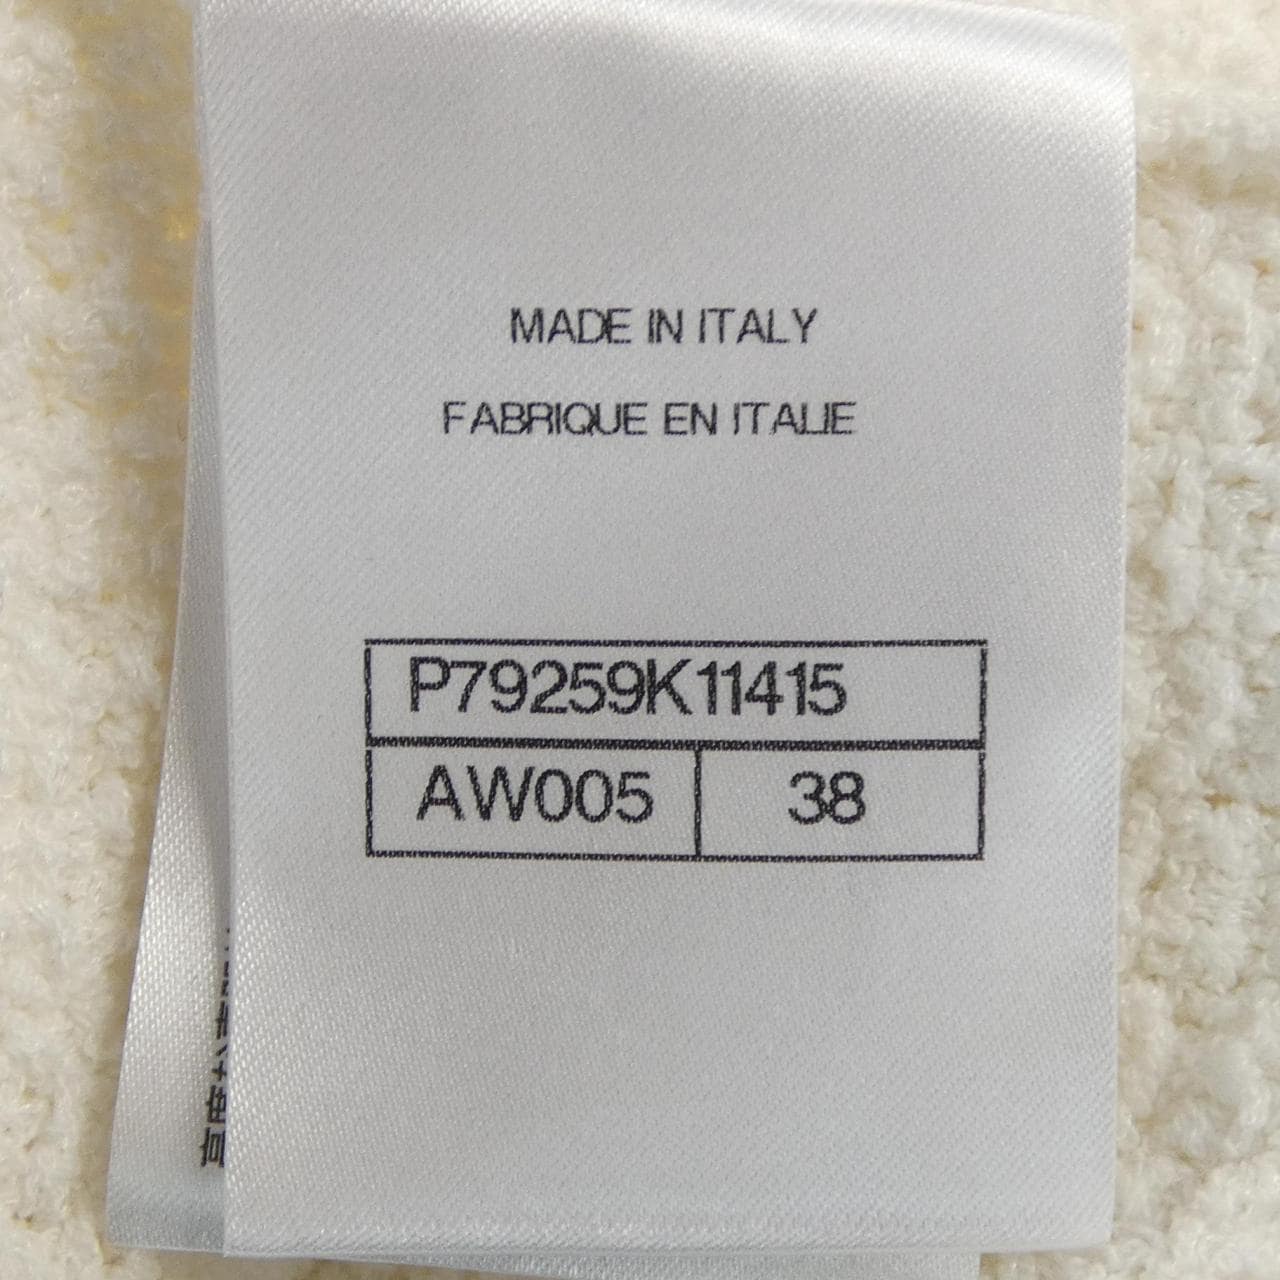 MADE IN ITALY
FABRIQUE EN ITALIE
P79259K11415
AW005 38